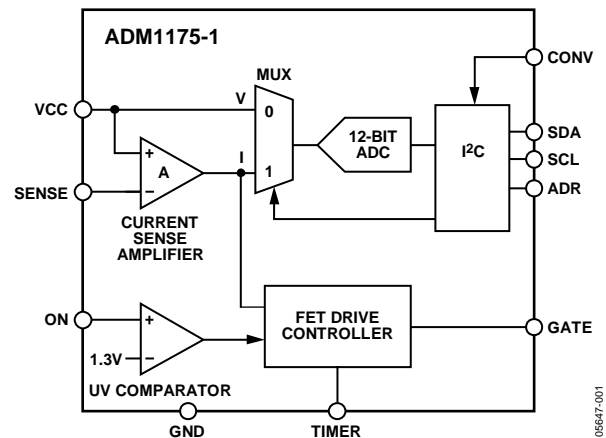 ADM1175-1
MUX
CONV
VCC
V
0
12-BIT
ADC
I²C
SDA
SCL
ADR
+
A
−
I
1
SENSE
CURRENT
SENSE
AMPLIFIER
ON
+
1.3V
−
UV COMPARATOR
FET DRIVE
CONTROLLER
GATE
GND
TIMER
05647-001